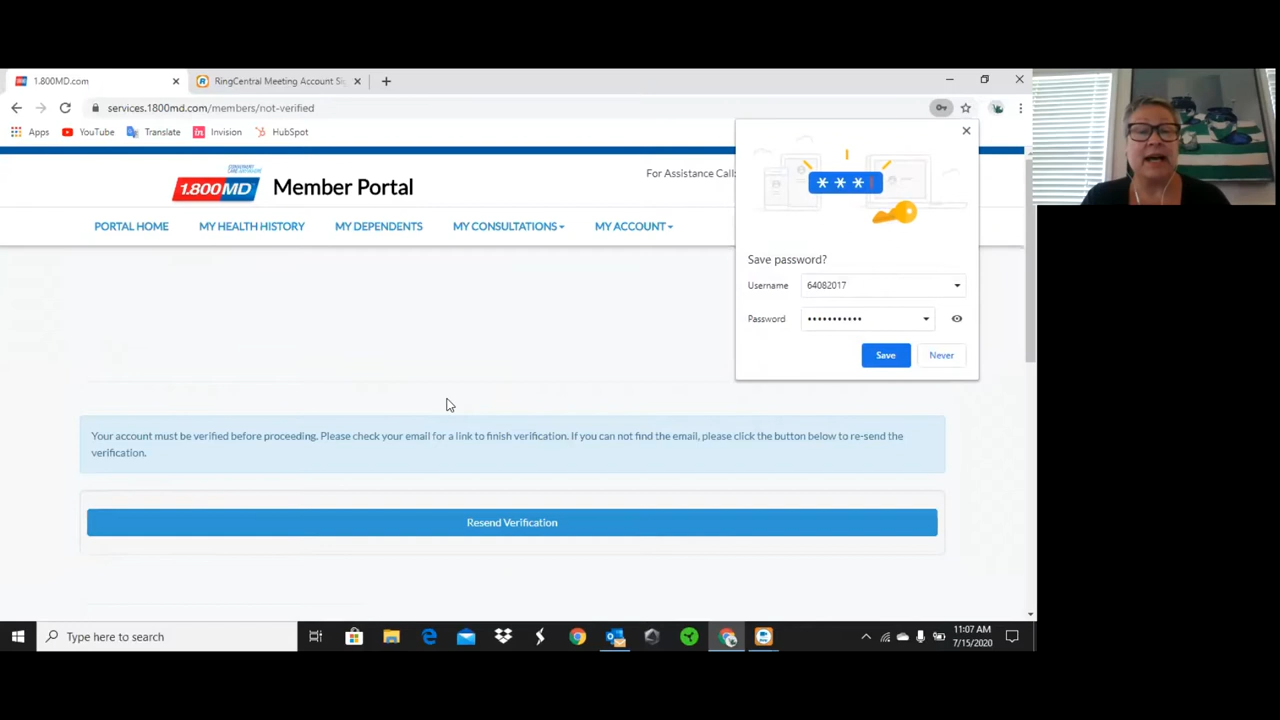 1.800MD.com
RingCentral Meeting Account Si
services.1800md.com/members/not-verified
Apps YouTube Translate in Invision HubSpot
1.800MD Member Portal
For Assistance Call:
PORTAL HOME MY HEALTH HISTORY MY DEPENDENTS MY CONSULTATIONS MY ACCOUNT
***!
Save password?
Username 64082017
Password •••••••••••
Save Never
Your account must be verified before proceeding. Please check your email for a link to finish verification. If you can not find the email, please click the button below to re-send the
verification.
Resend Verification
Type here to search
11:07 AM
7/15/2020